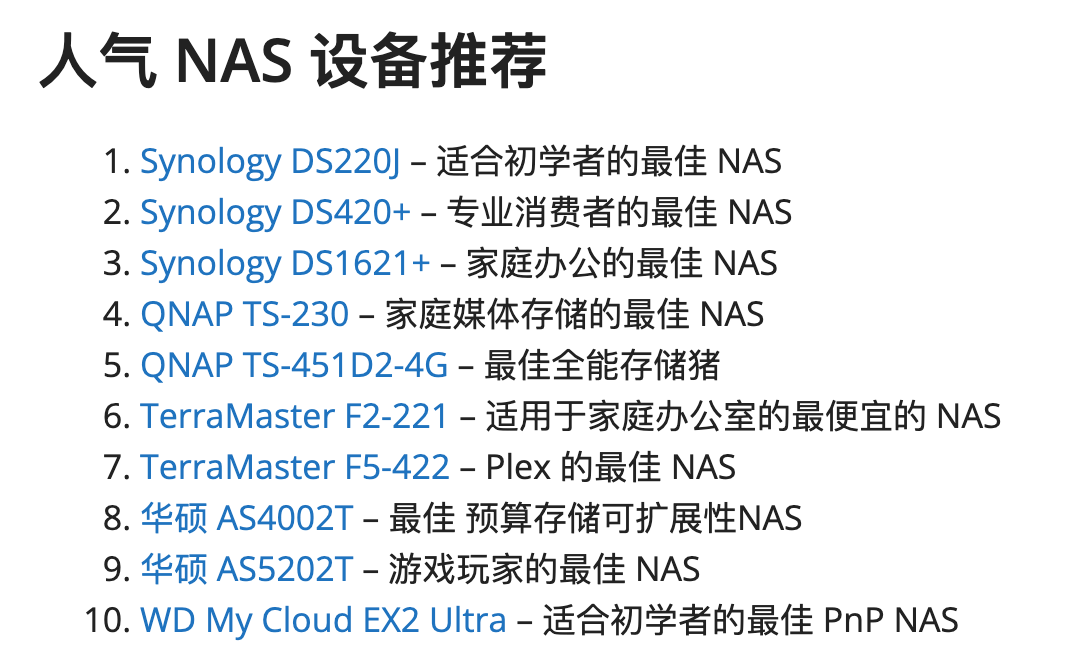 人气 NAS 设备推荐
1. Synology DS220J – 适合初学者的最佳 NAS
2. Synology DS420+ – 专业消费者的最佳 NAS
3. Synology DS1621+ – 家庭办公的最佳 NAS
4. QNAP TS-230 – 家庭媒体存储的最佳 NAS
5. QNAP TS-451D2-4G – 最佳全能存储猪
6. TerraMaster F2-221 – 适用于家庭办公室的最便宜的 NAS
7. TerraMaster F5-422 – Plex 的最佳 NAS
8. 华硕 AS4002T – 最佳 预算存储可扩展性NAS
9. 华硕 AS5202T – 游戏玩家的最佳 NAS
10. WD My Cloud EX2 Ultra – 适合初学者的最佳 PnP NAS